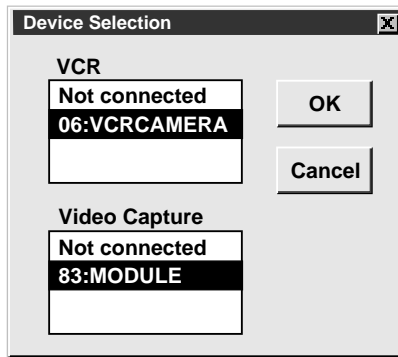 Device Selection
VCR
Not connected
06:VCRCAMERA
OK
Cancel
Video Capture
Not connected
83:MODULE